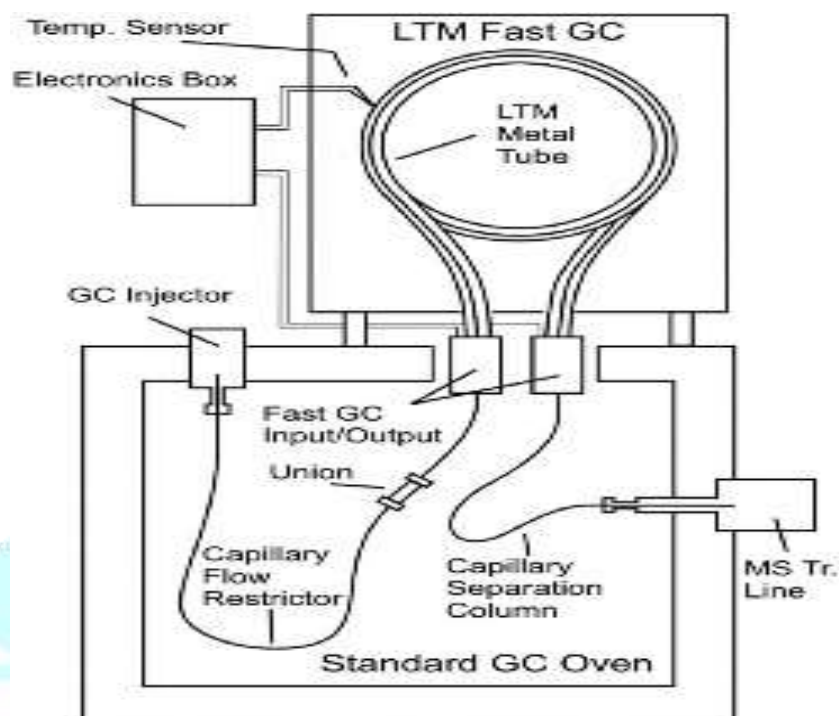 Temp. Sensor
LTM Fast GC
Electronics Box
LTM
Metal
Tube
GC Injector
Fast GC
Input/Output
Union
Capillary
Flow
Restrictor
Capillary
Separation
Column
MS Tr.
Line
Standard GC Oven